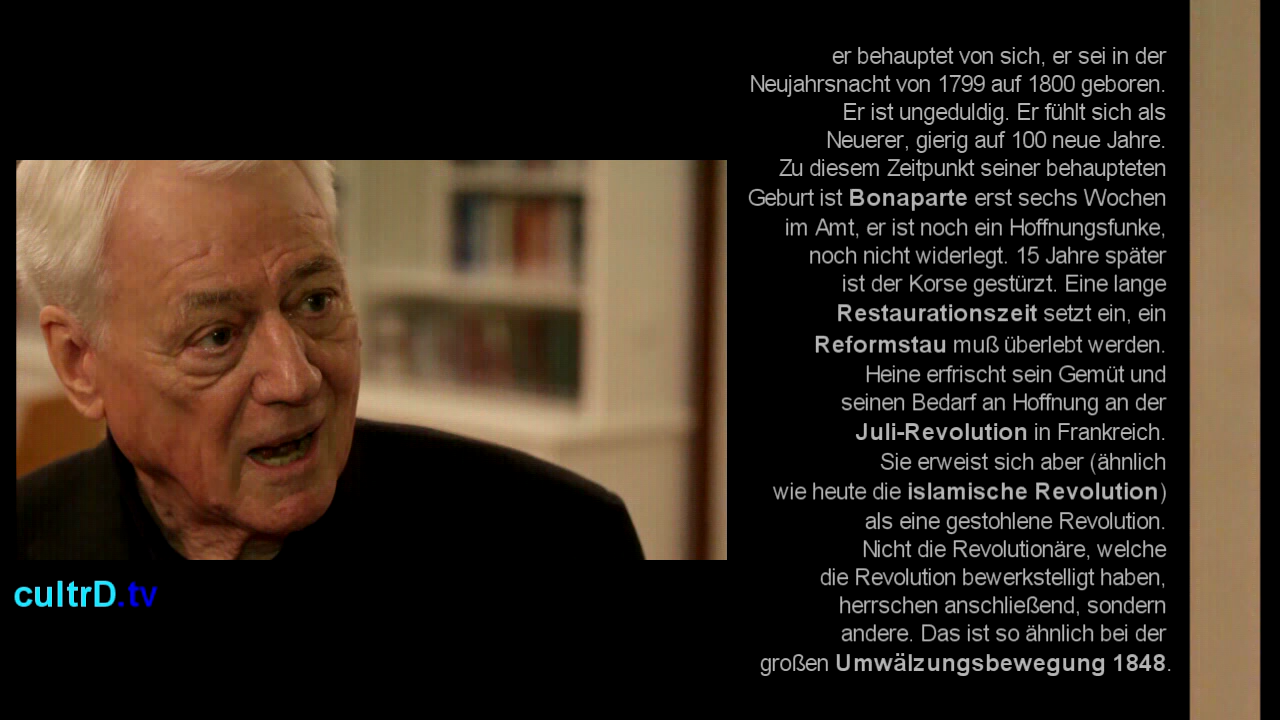 er behauptet von sich, er sei in der
Neujahrsnacht von 1799 auf 1800 geboren.
Er ist ungeduldig. Er fühlt sich als
Neuerer, gierig auf 100 neue Jahre.
Zu diesem Zeitpunkt seiner behaupteten
Geburt ist Bonaparte erst sechs Wochen
im Amt, er ist noch ein Hoffnungsfunke,
noch nicht widerlegt. 15 Jahre später
ist der Korse gestürzt. Eine lange
Restaurationszeit setzt ein, ein
Reformstau muß überlebt werden.
Heine erfrischt sein Gemüt und
seinen Bedarf an Hoffnung an der
Juli-Revolution in Frankreich.
Sie erweist sich aber (ähnlich
wie heute die islamische Revolution)
als eine gestohlene Revolution.
Nicht die Revolutionäre, welche
die Revolution bewerkstelligt haben,
herrschen anschließend, sondern
andere. Das ist so ähnlich bei der
großen Umwälzungsbewegung 1848.
cultrD.tv